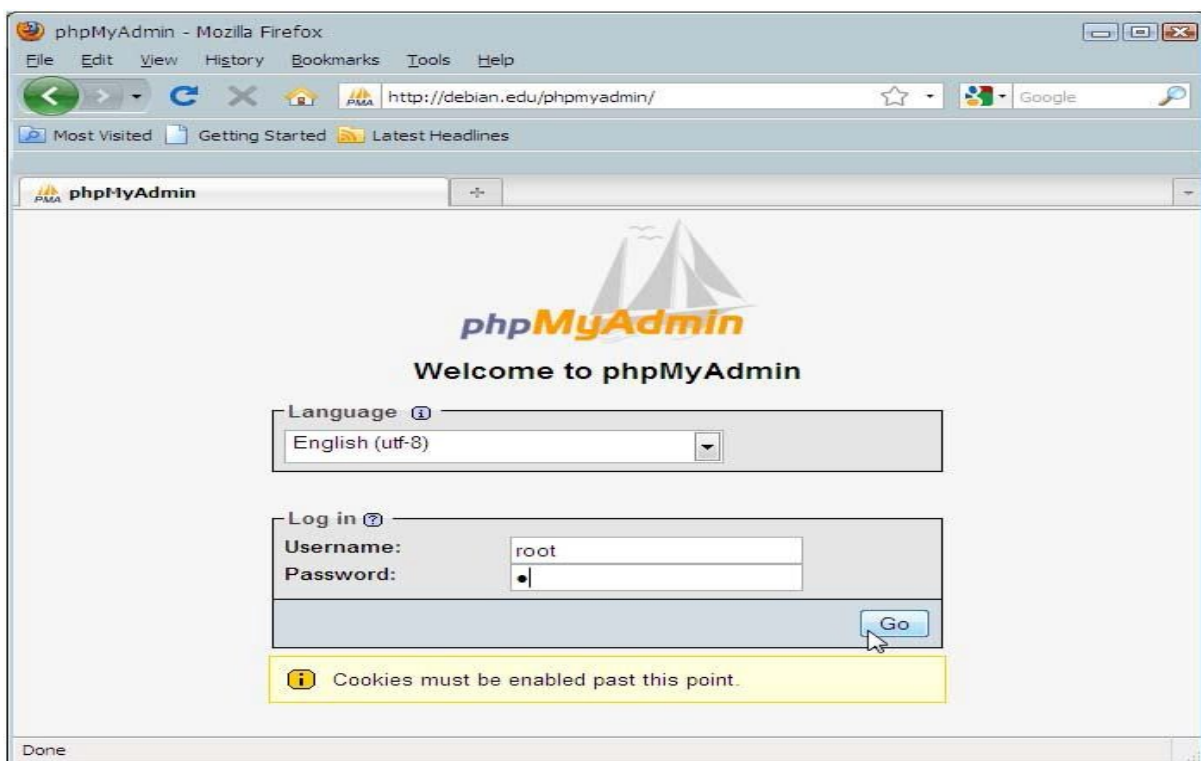 phpMyAdmin - Mozilla Firefox
File Edit View History Bookmarks Tools Help
PMA http://debian.edu/phpmyadmin/ Google
Most Visited Getting Started Latest Headlines
PMA phpMyAdmin
phpMyAdmin
Welcome to phpMyAdmin
Language
English (utf-8)
Log in
Username: root
Password: ●
Go
Cookies must be enabled past this point.
Done